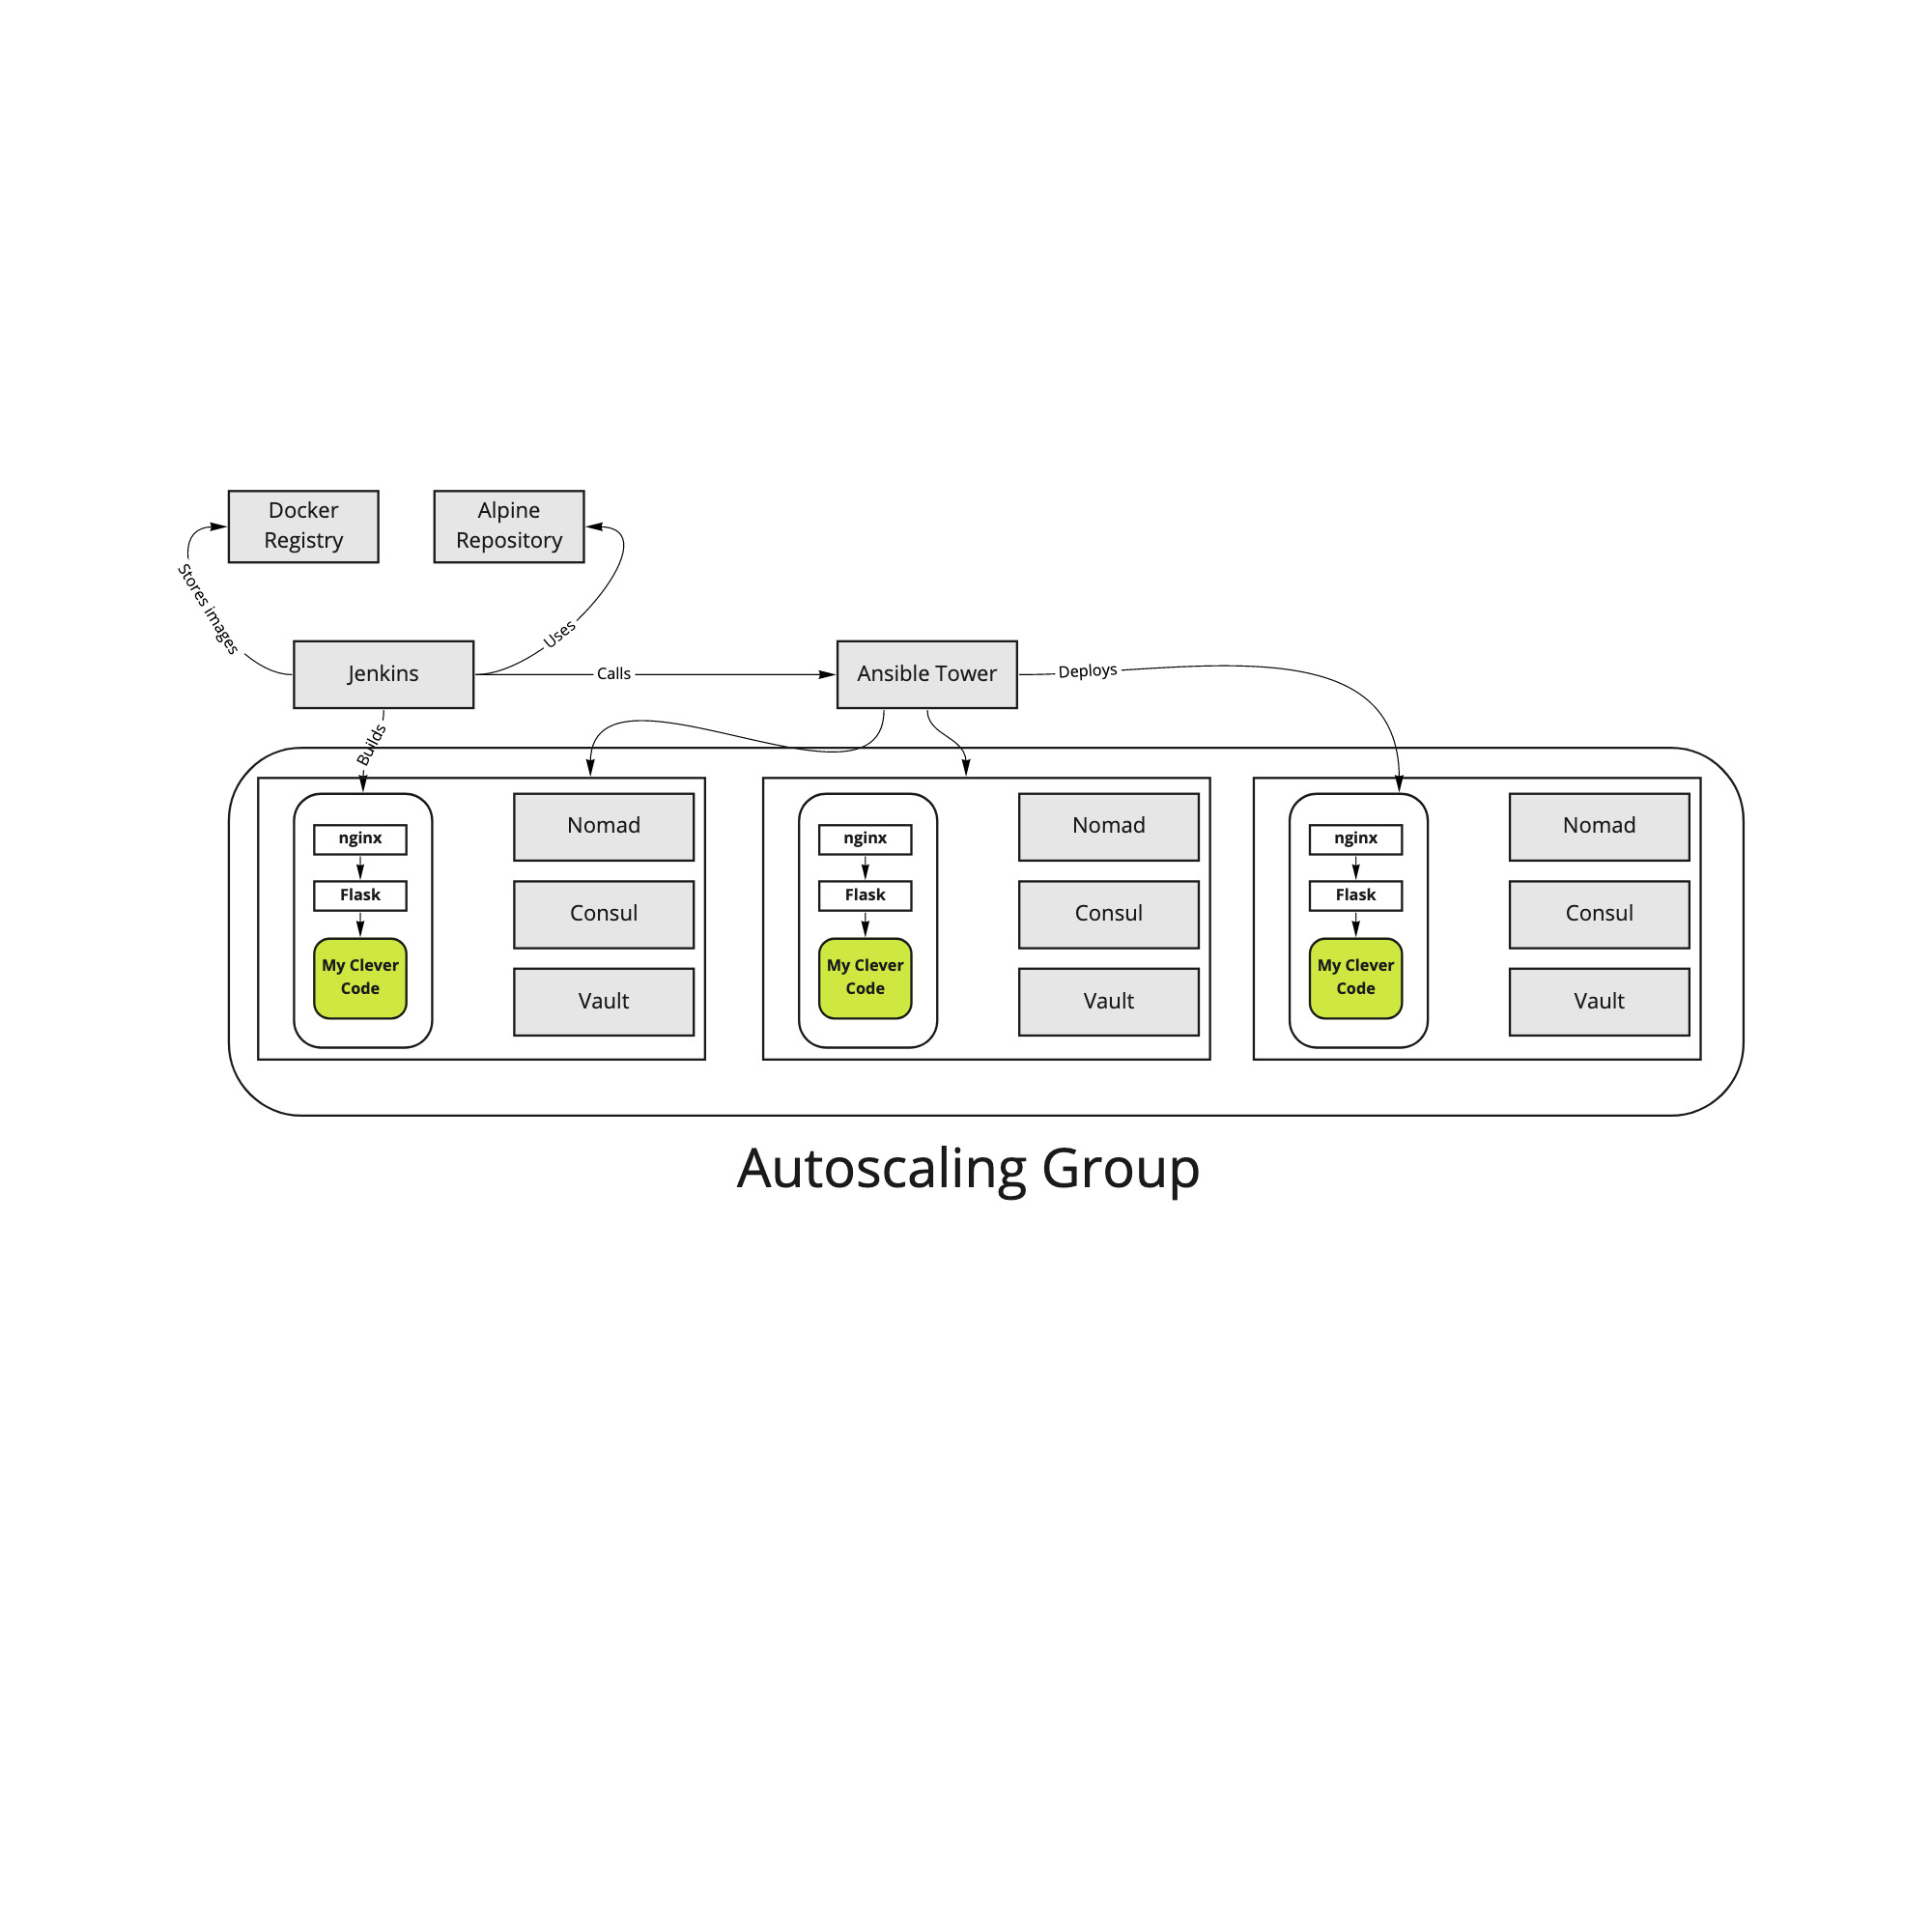 Docker
Registry
Alpine
Repository
Stores images
Uses
Jenkins
Calls
Ansible Tower
Deploys
Builds
nginx
Flask
My Clever
Code
Nomad
Consul
Vault
nginx
Flask
My Clever
Code
Nomad
Consul
Vault
nginx
Flask
My Clever
Code
Nomad
Consul
Vault
Autoscaling Group